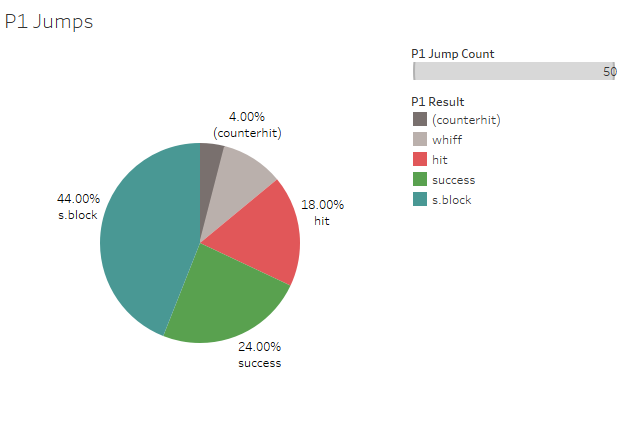 P1 Jumps
P1 Jump Count
50
P1 Result
(counterhit)
whiff
hit
success
s.block
4.00%
(counterhit)
18.00%
hit
24.00%
success
44.00%
s.block